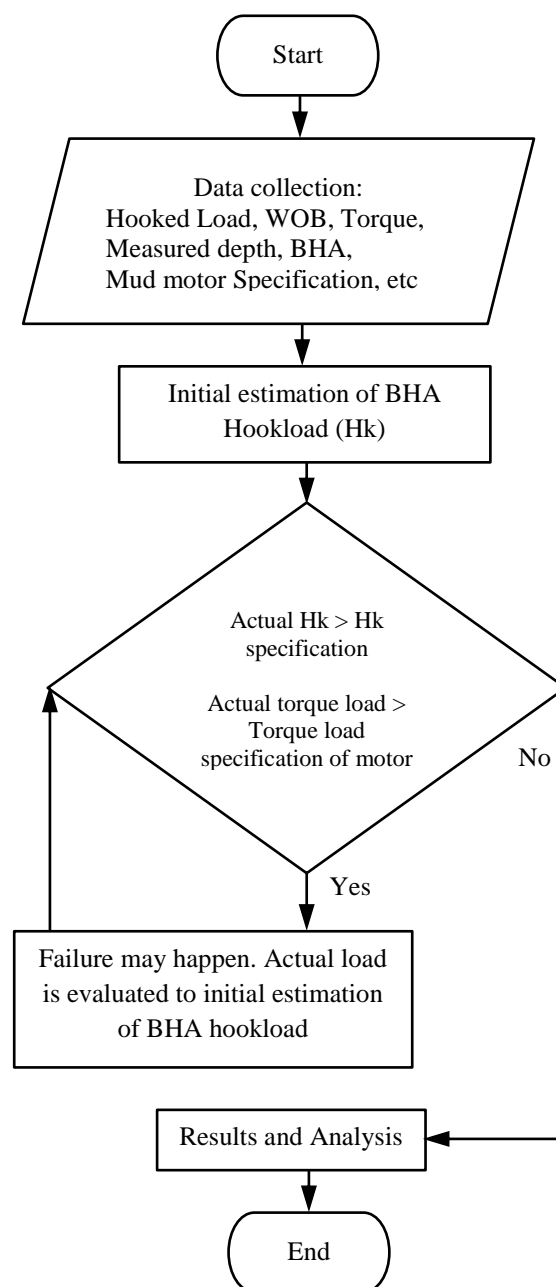 Start
Data collection:
Hooked Load, WOB, Torque,
Measured depth, BHA,
Mud motor Specification, etc
Initial estimation of BHA
Hookload (Hk)
Actual Hk > Hk
specification
Actual torque load >
Torque load
specification of motor
No
Yes
Failure may happen. Actual load
is evaluated to initial estimation
of BHA hookload
Results and Analysis
End